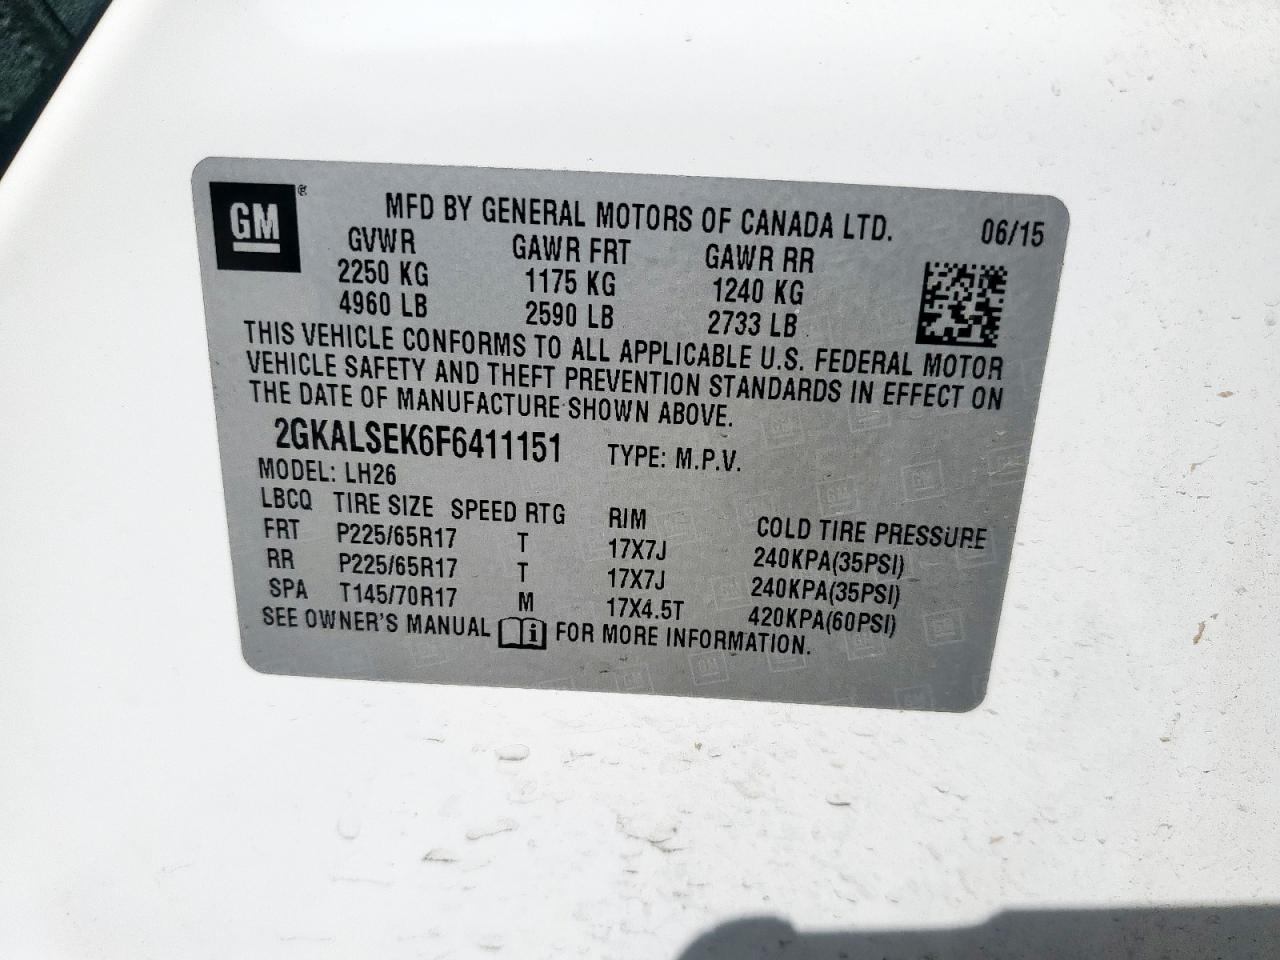 GM®
MFD BY GENERAL MOTORS OF CANADA LTD. 06/15
GVWR GAWR FRT GAWR RR
2250 KG 1175 KG 1240 KG
4960 LB 2590 LB 2733 LB
THIS VEHICLE CONFORMS TO ALL APPLICABLE U.S. FEDERAL MOTOR
VEHICLE SAFETY AND THEFT PREVENTION STANDARDS IN EFFECT ON
THE DATE OF MANUFACTURE SHOWN ABOVE.
2GKALSEK6F6411151 TYPE: M.P.V.
MODEL: LH26
LBCQ TIRE SIZE SPEED RTG RIM COLD TIRE PRESSURE
FRT P225/65R17 T 17X7J 240KPA(35PSI)
RR P225/65R17 T 17X7J 240KPA(35PSI)
SPA T145/70R17 M 17X4.5T 420KPA(60PSI)
SEE OWNER'S MANUAL i FOR MORE INFORMATION.